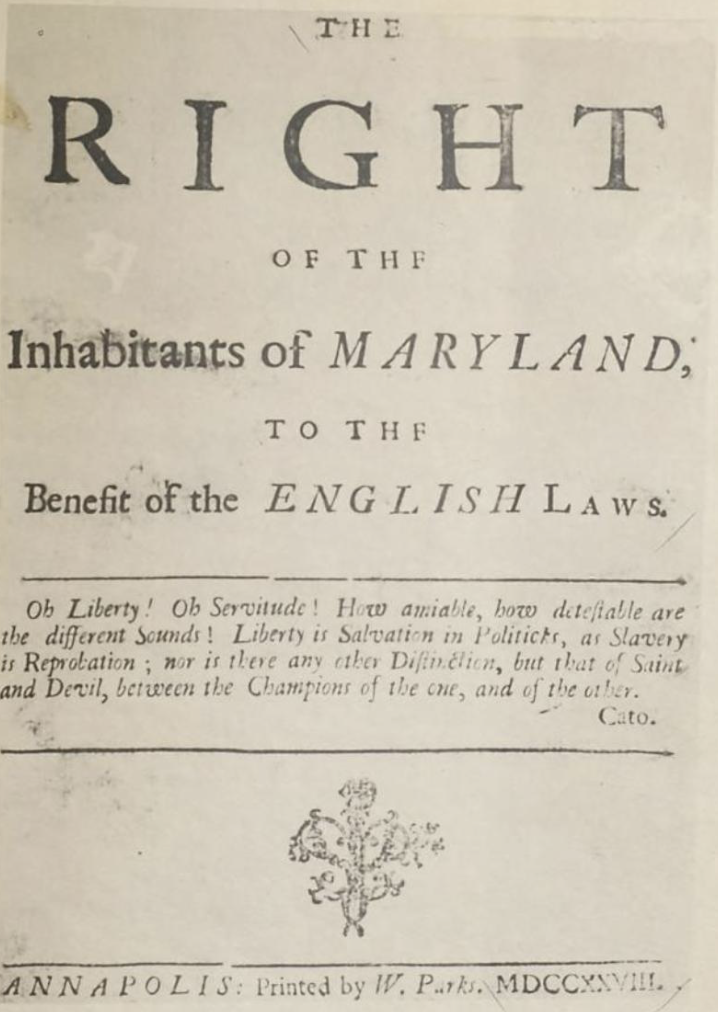 THE
RIGHT
OF THE
Inhabitants of MARYLAND,
TO THE
Benefit of the ENGLISH LAWS.
Oh Liberty! Oh Servitude! How amiable, how deteſtable are
the different Sounds! Liberty is Salvation in Politicks, as Slavery
is Reprobation; nor is there any other Diſtinction, but that of Saint
and Devil, between the Champions of the one, and of the other.
Cato.
ANNAPOLIS: Printed by W. Parks. MDCCXXVIII.